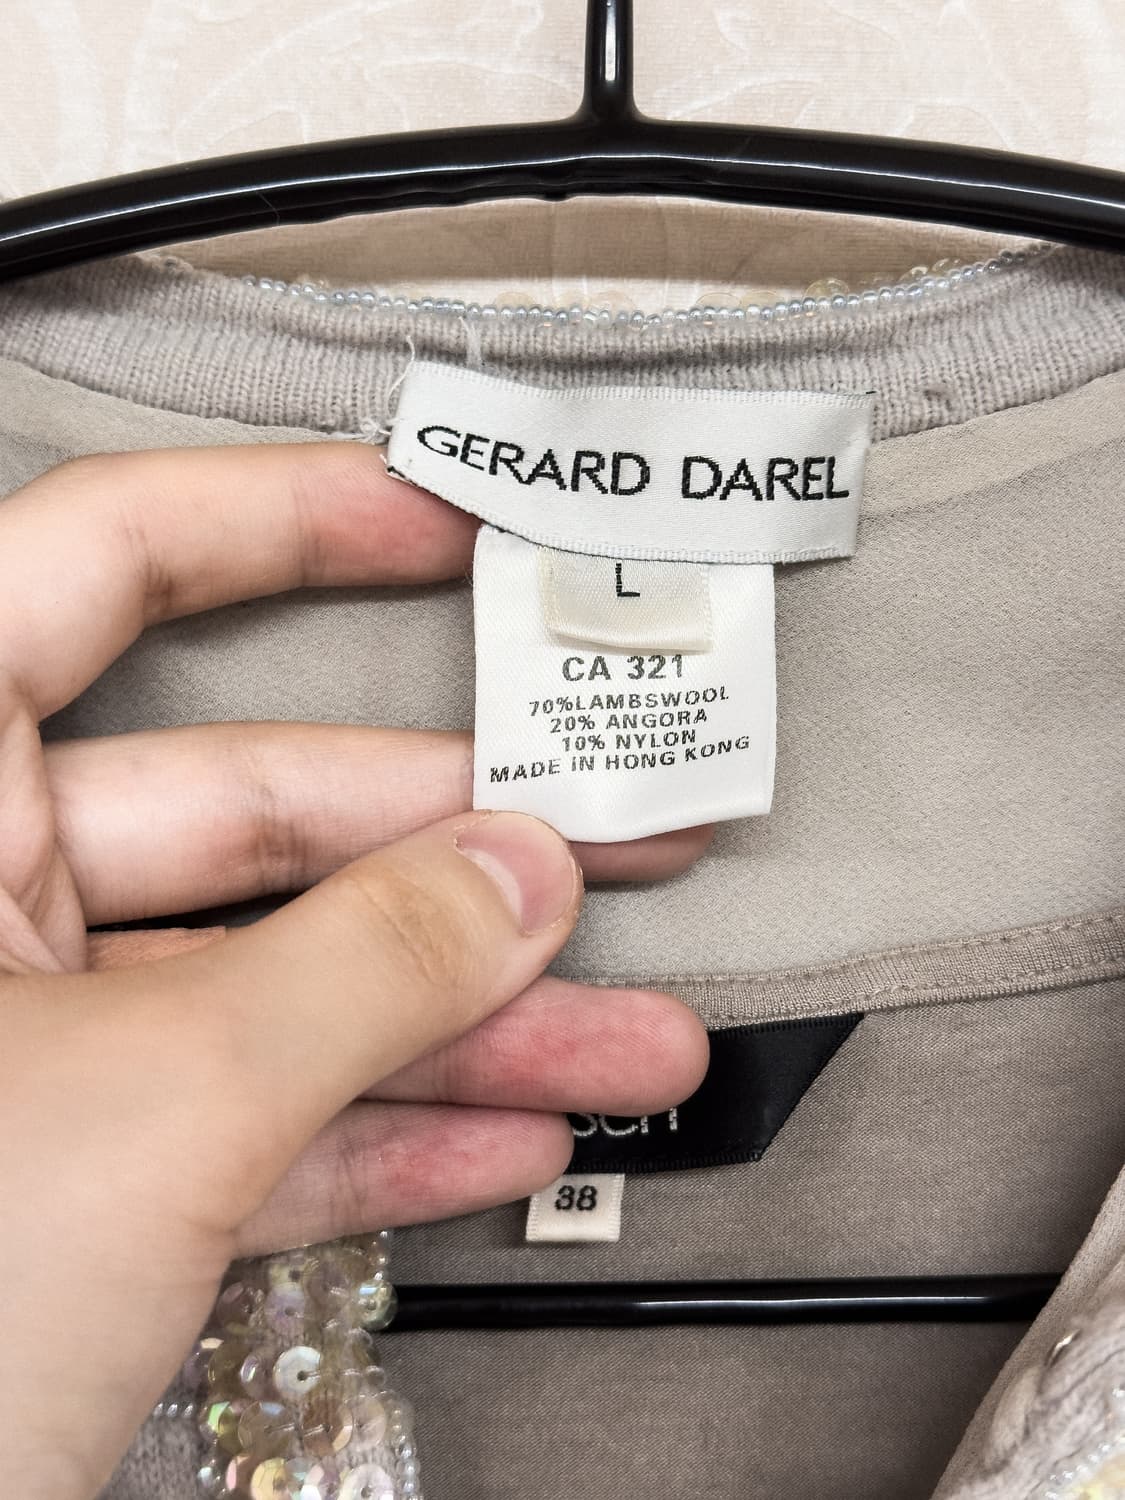 GERARD DAREL
L
CA 321
70%LAMBSWOOL
20% ANGORA
10% NYLON
MADE IN HONG KONG
38